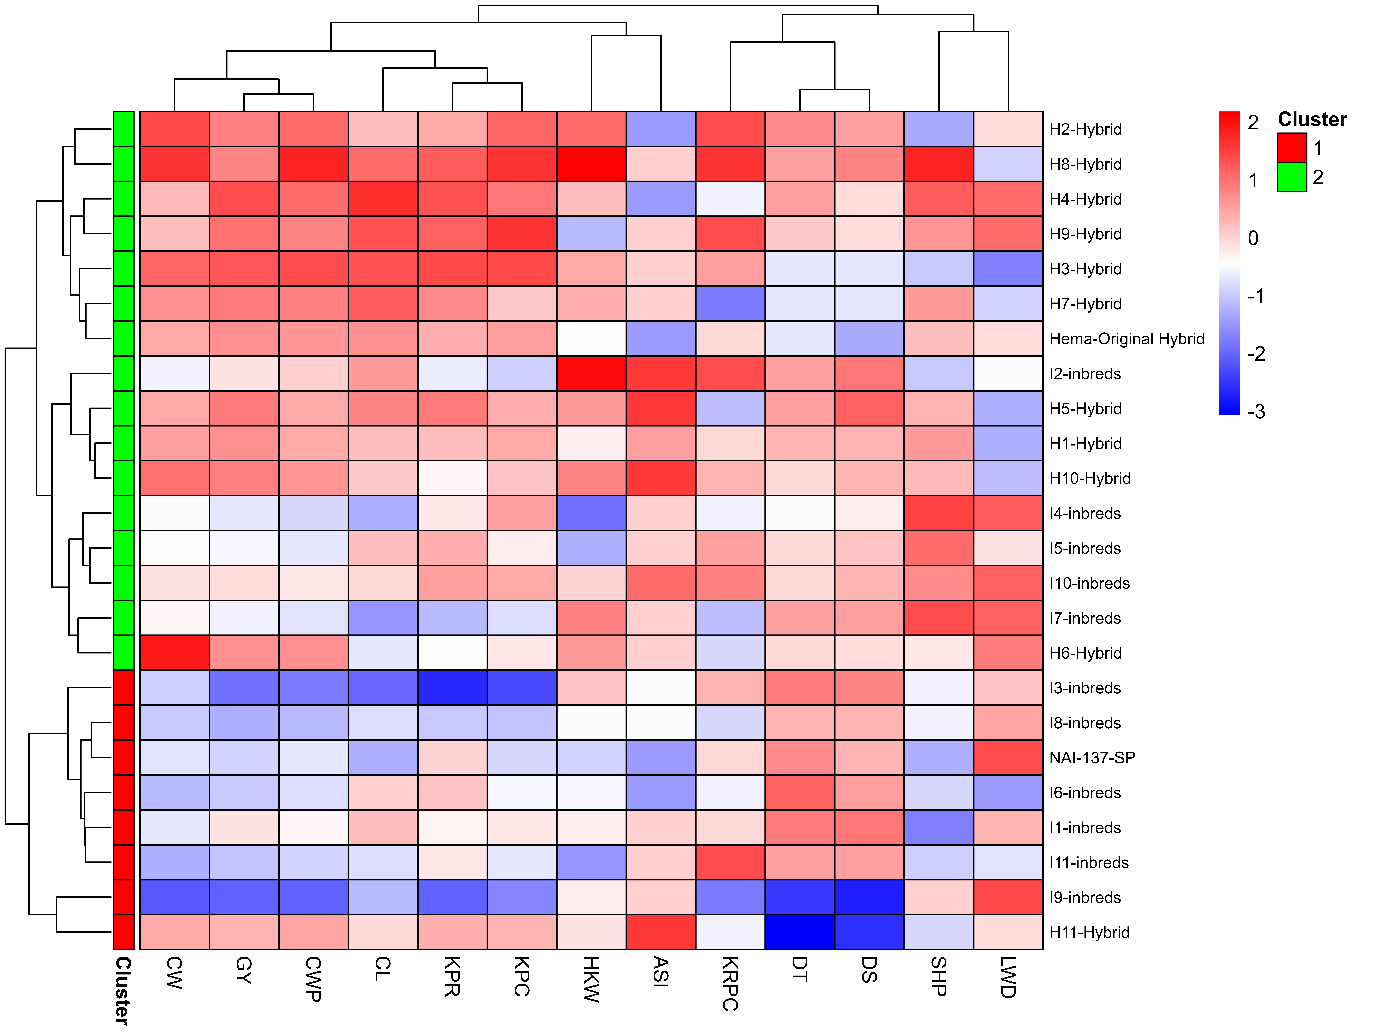 H2-Hybrid
H8-Hybrid
H4-Hybrid
H9-Hybrid
H3-Hybrid
H7-Hybrid
Hema-Original Hybrid
I2-inbreds
H5-Hybrid
H1-Hybrid
H10-Hybrid
I4-inbreds
I5-inbreds
I10-inbreds
I7-inbreds
H6-Hybrid
I3-inbreds
I8-inbreds
NAI-137-SP
I6-inbreds
I1-inbreds
I11-inbreds
I9-inbreds
H11-Hybrid
2
1
0
-1
-2
-3
Cluster
1
2
Cluster
CW
GY
CWP
CL
KPR
KPC
HKW
ASI
KRPC
DT
DS
SHP
LWD